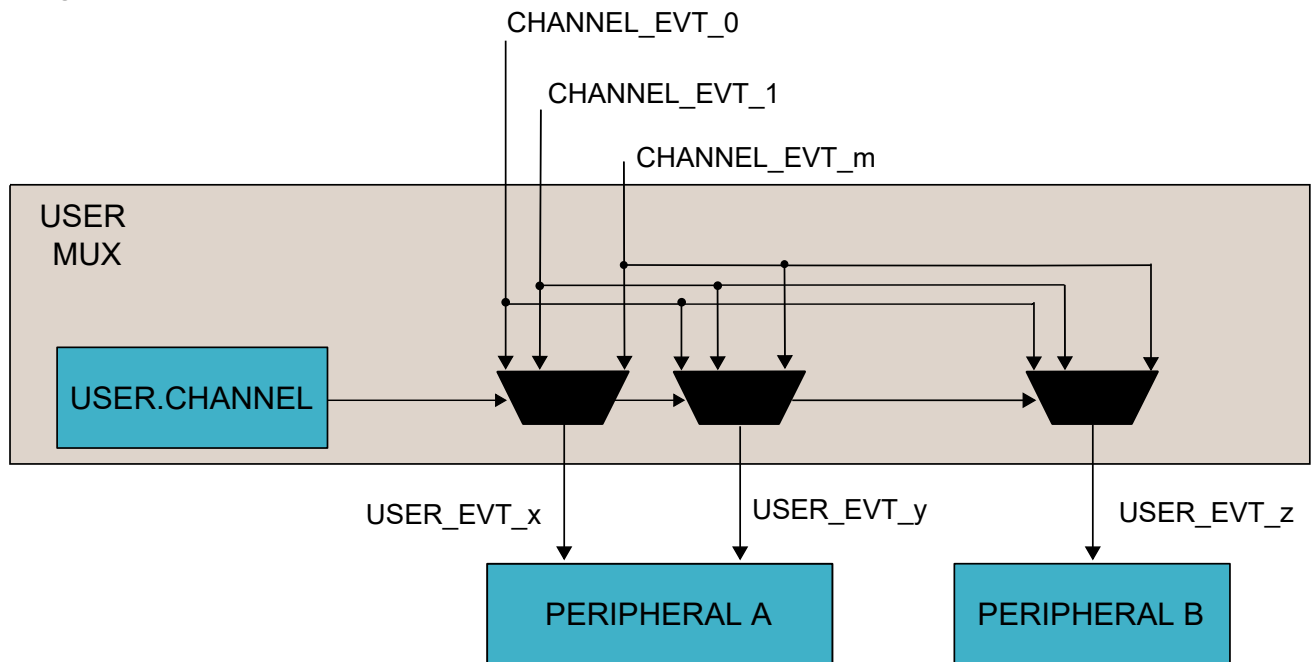 CHANNEL_EVT_0
CHANNEL_EVT_1
CHANNEL_EVT_m
USER
MUX
USER.CHANNEL
USER_EVT_x
USER_EVT_y
USER_EVT_z
PERIPHERAL A
PERIPHERAL B